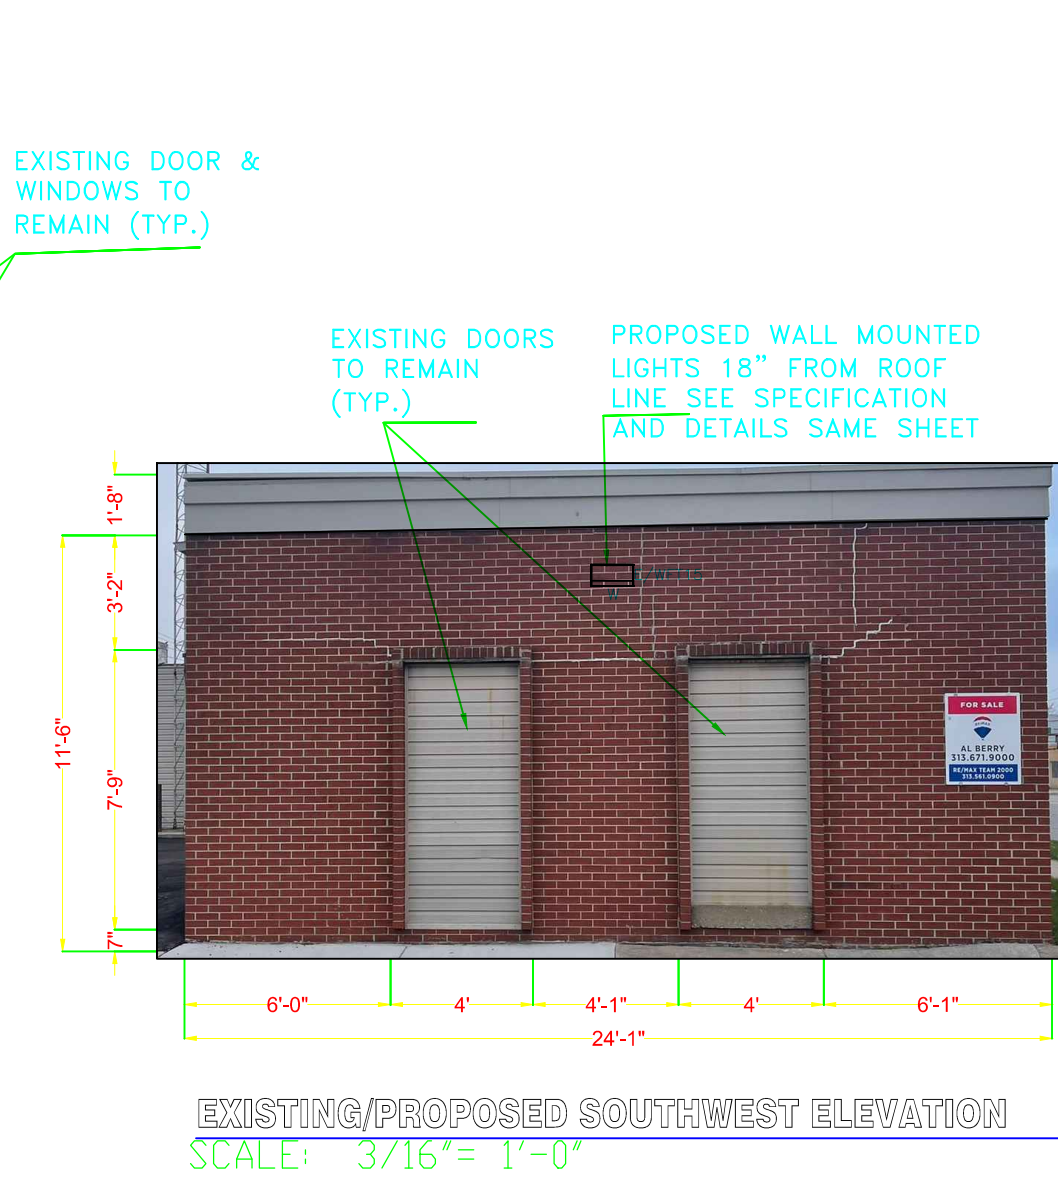 EXISTING DOOR &
WINDOWS TO
REMAIN (TYP.)
EXISTING DOORS
TO REMAIN
(TYP.)
PROPOSED WALL MOUNTED
LIGHTS 18” FROM ROOF
LINE SEE SPECIFICATION
AND DETAILS SAME SHEET
1'-8"
3'-2"
11'-6"
7'-9"
7"
W
FOR SALE
RE/MAX
AL BERRY
313.671.9000
RE/MAX TEAM 2000
313.561.0900
6'-0"
4'
4'-1"
4'
6'-1"
24'-1"
EXISTING/PROPOSED SOUTHWEST ELEVATION
SCALE: 3/16"= 1'-0"